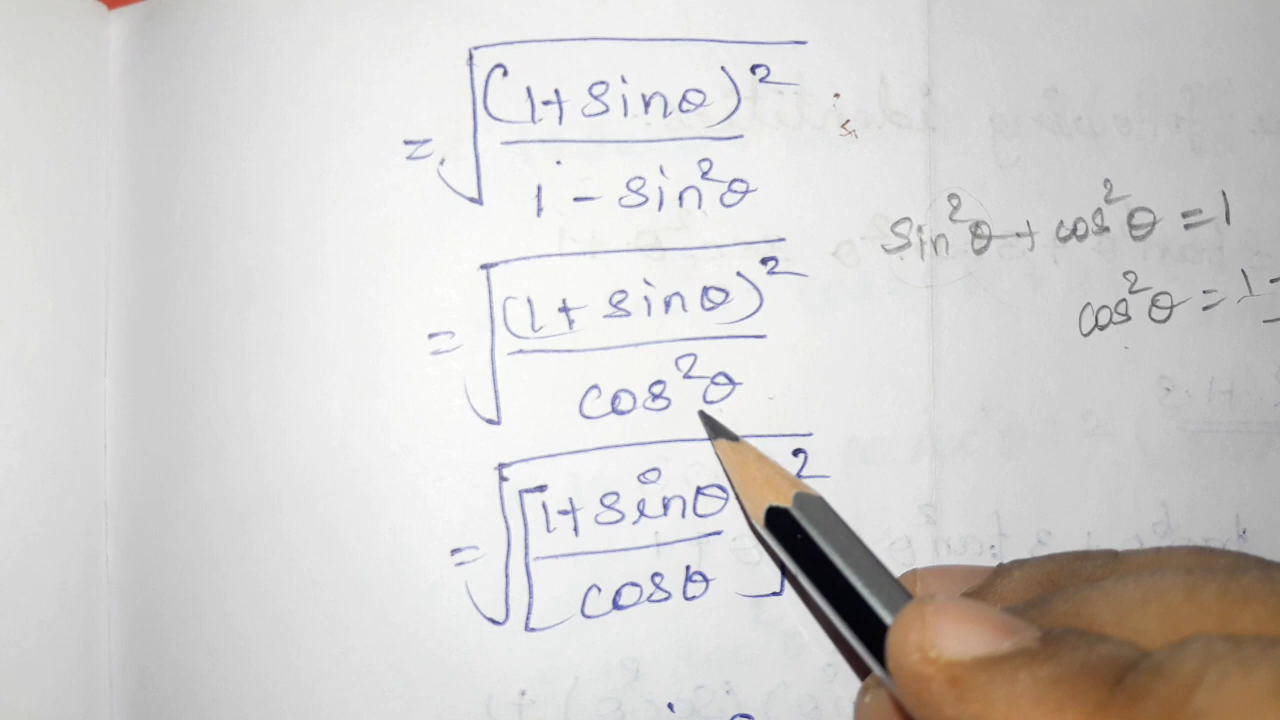 = √((1+sinθ)² / 1 - sin²θ)
sin²θ + cos²θ = 1
= √((1+sinθ)² / cos²θ)
cos²θ = 1
= √[1+sinθ / cosθ]²